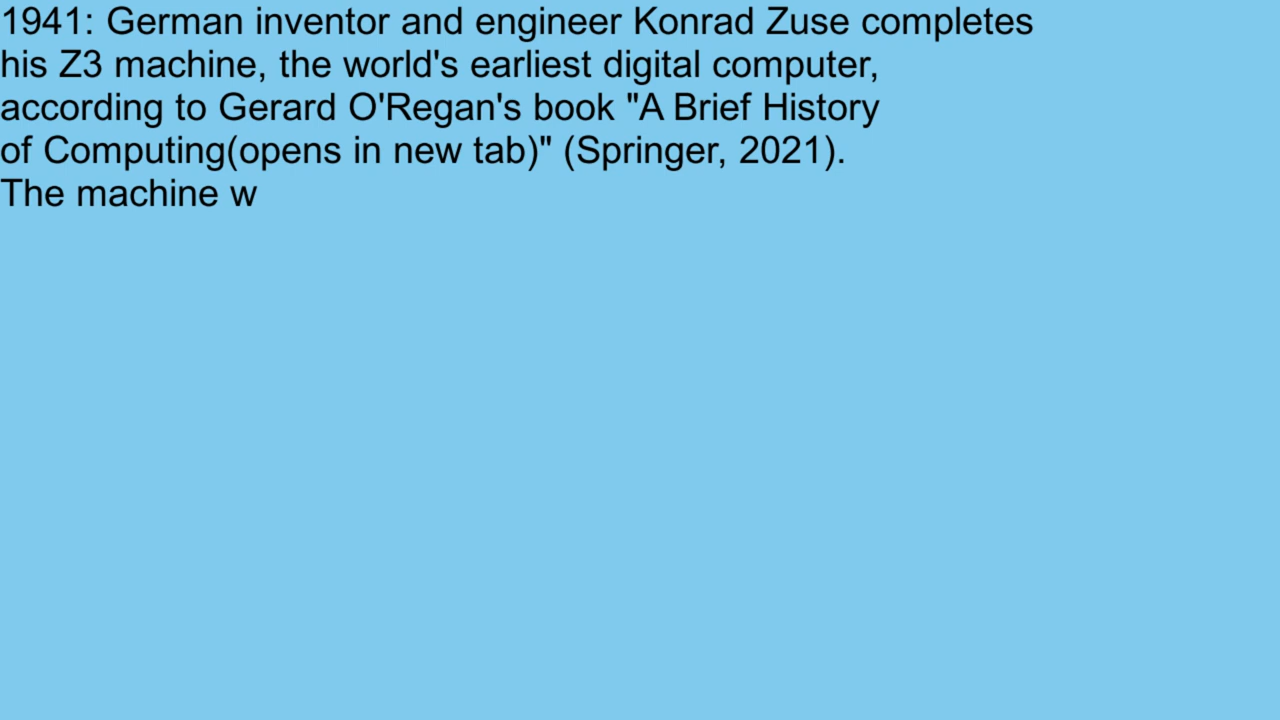 1941: German inventor and engineer Konrad Zuse completes
his Z3 machine, the world's earliest digital computer,
according to Gerard O'Regan's book "A Brief History
of Computing(opens in new tab)" (Springer, 2021).
The machine w